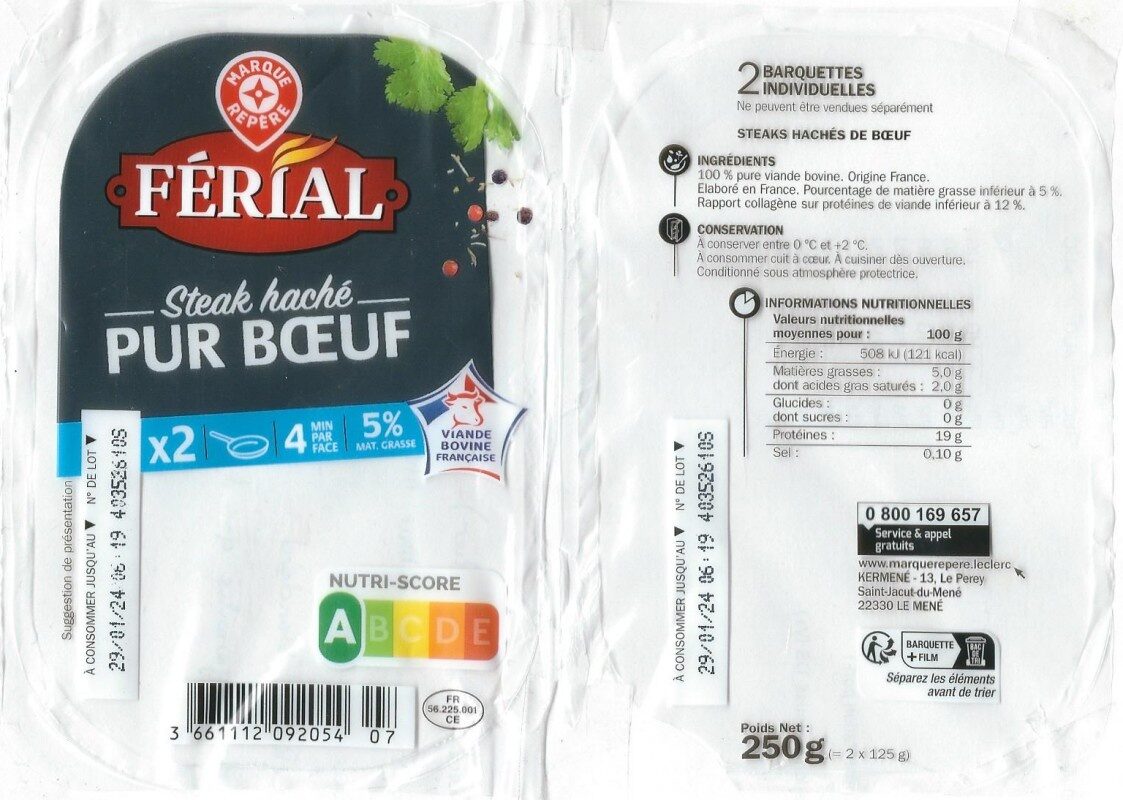 MARQUE
REPÈRE
FÉRIAL
Steak haché
PUR BŒUF
x2
4 MIN
PAR
FACE
5%
MAT. GRASSE
VIANDE
BOVINE
FRANÇAISE
Suggestion de présentation
À CONSOMMER JUSQU'AU ▼ N° DE LOT ▼
29/01/24 06:19 403526105
NUTRI-SCORE
A B C D E
3 661112 092054 07
FR
56.225.001
CE
2 BARQUETTES
INDIVIDUELLES
Ne peuvent être vendues séparément
STEAKS HACHÉS DE BŒUF
INGRÉDIENTS
100 % pure viande bovine. Origine France.
Elaboré en France. Pourcentage de matière grasse inférieur à 5 %.
Rapport collagène sur protéines de viande inférieur à 12 %.
CONSERVATION
À conserver entre 0 °C et +2 °C.
À consommer cuit à cœur. À cuisiner dès ouverture.
Conditionné sous atmosphère protectrice.
INFORMATIONS NUTRITIONNELLES
Valeurs nutritionnelles
moyennes pour : 100 g
Énergie : 508 kJ (121 kcal)
Matières grasses : 5,0 g
dont acides gras saturés : 2,0 g
Glucides : 0 g
dont sucres : 0 g
Protéines : 19 g
Sel : 0,10 g
À CONSOMMER JUSQU'AU ▼ N° DE LOT ▼
29/01/24 06:19 403526105
0 800 169 657
Service & appel
gratuits
www.marquerepere.leclerc
KERMENÉ - 13, Le Perey
Saint-Jacut-du-Mené
22330 LE MENÉ
BARQUETTE
+ FILM
BAC
DE
TRI
Séparez les éléments
avant de trier
Poids Net :
250 g (= 2 x 125 g)